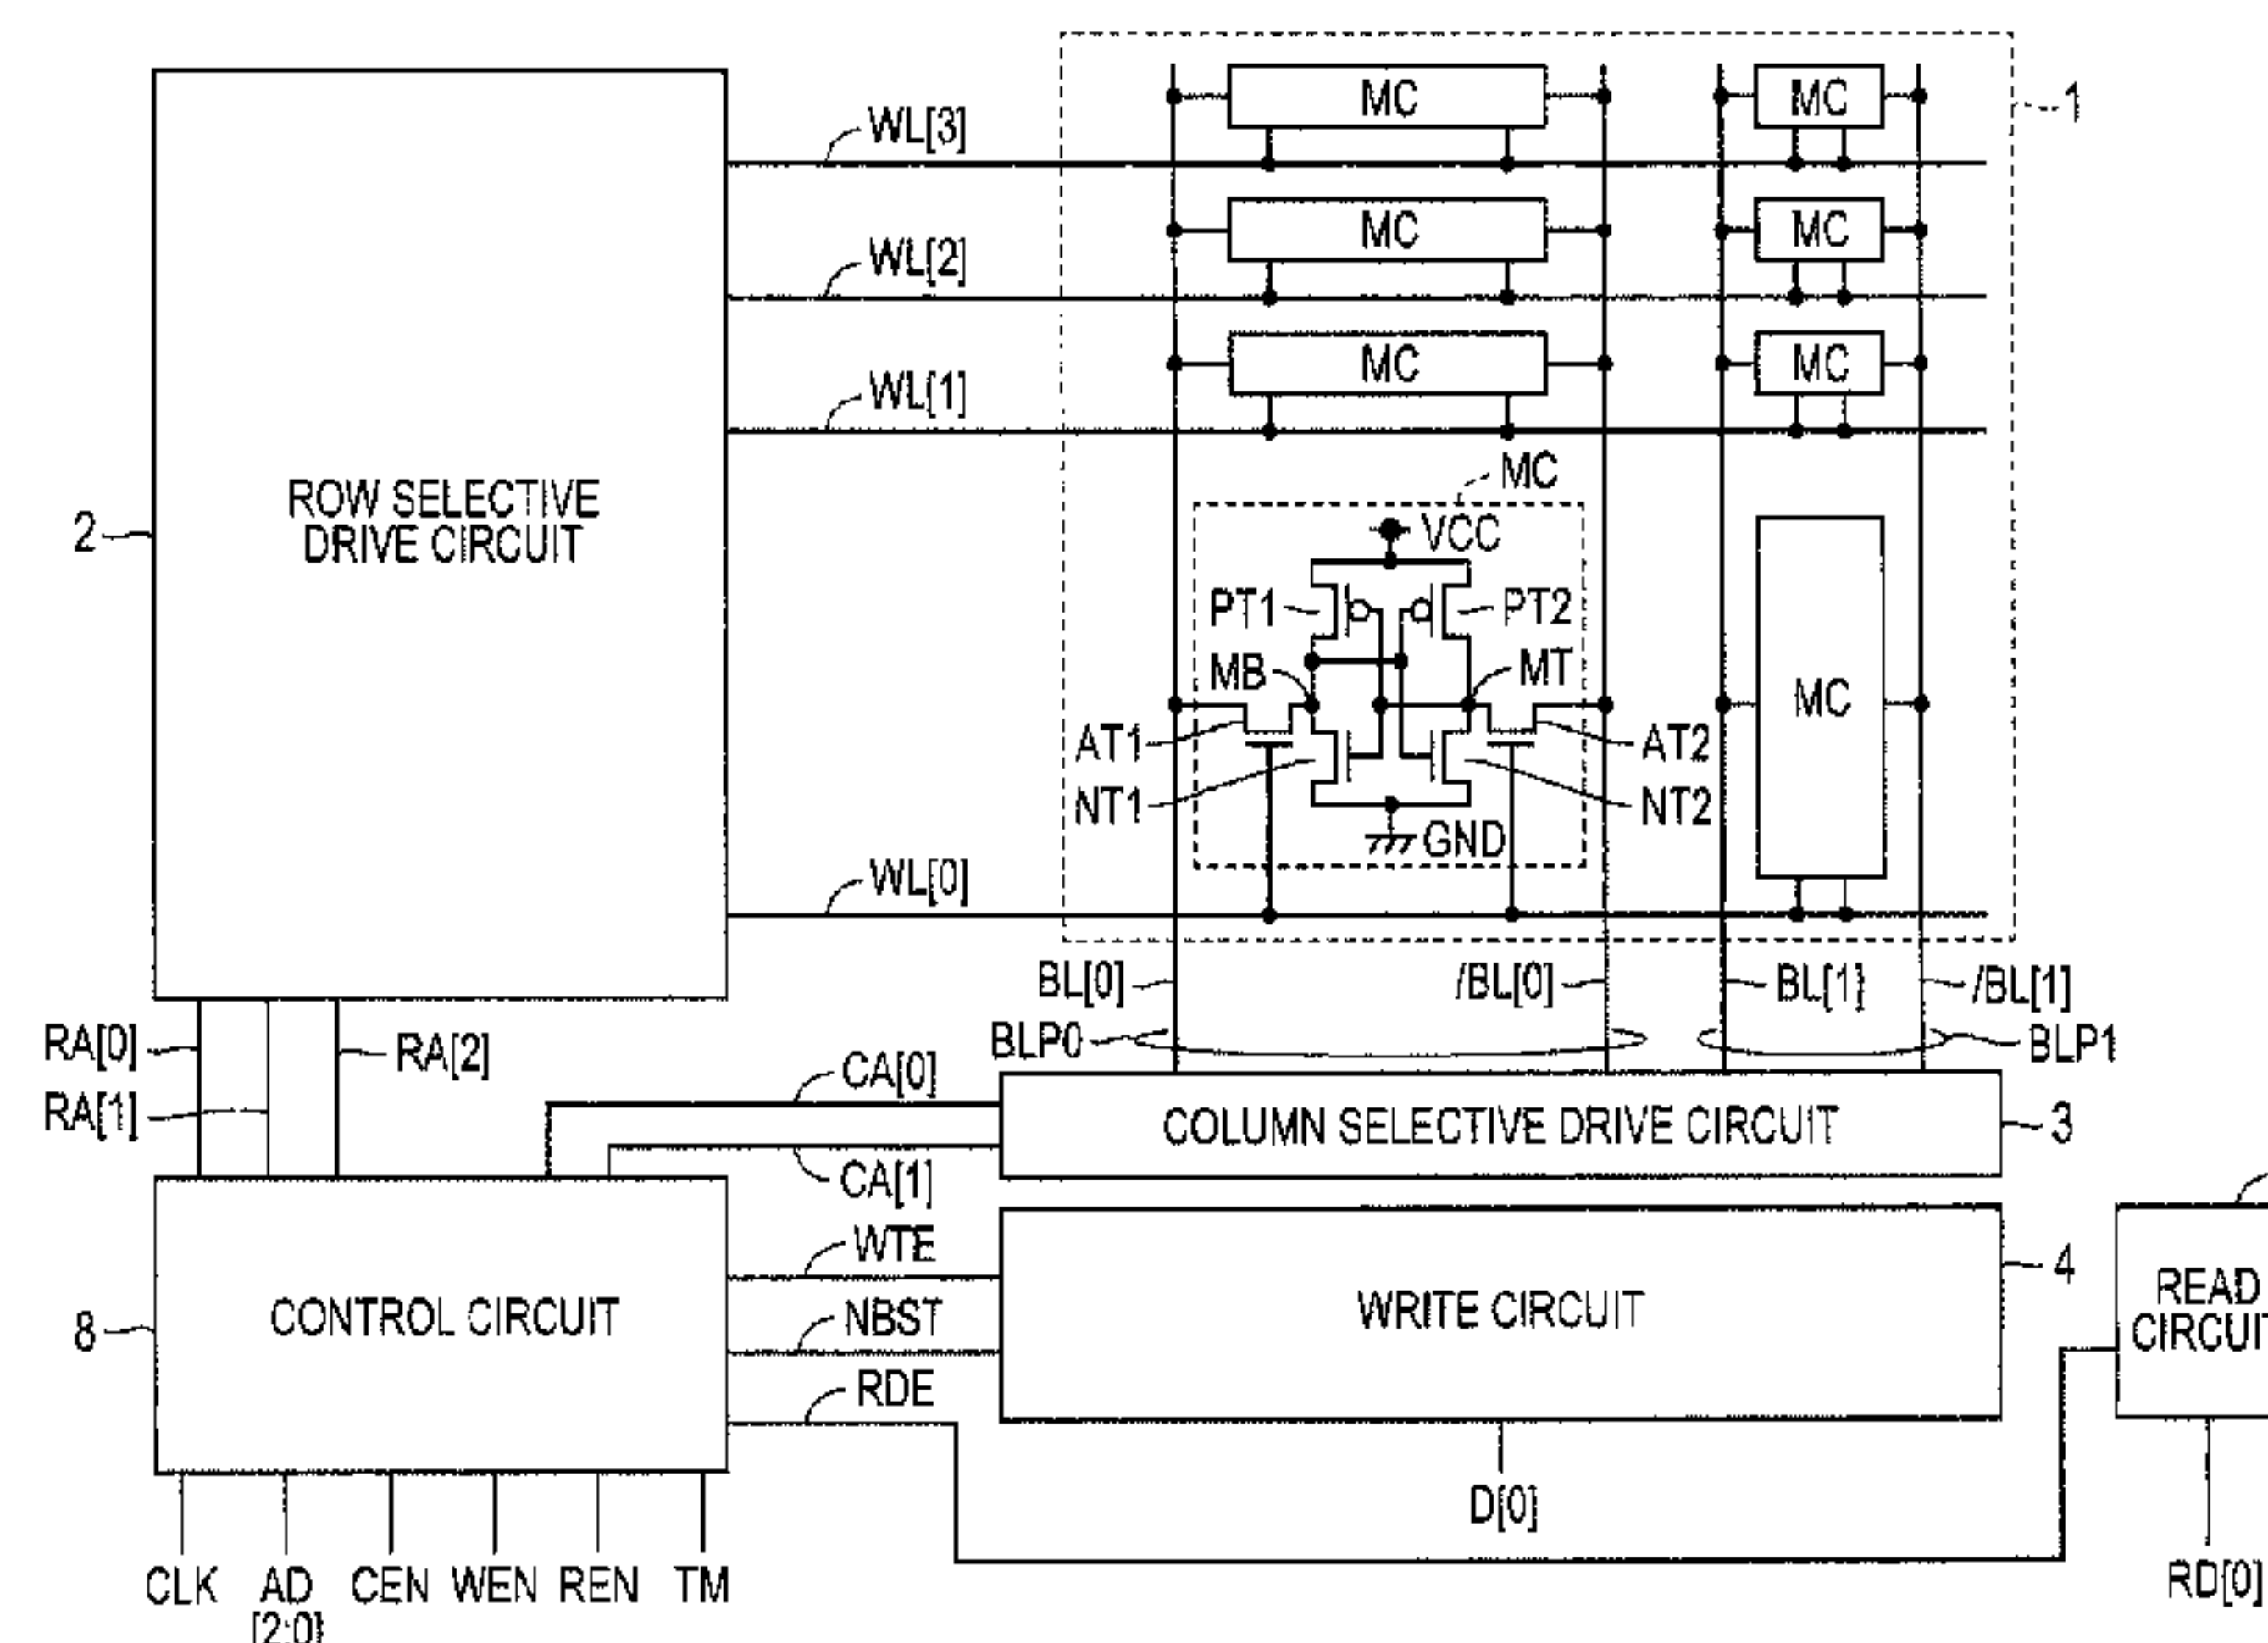 MC
MC
1
WL[3]
MC
MC
WL[2]
MC
MC
WL[1]
MC
2
ROW SELECTIVE
DRIVE CIRCUIT
VCC
PT1
PT2
MB
MT
MC
AT1
AT2
NT1
NT2
GND
WL[0]
BL[0]
/BL[0]
BL[1]
/BL[1]
RA[0]
RA[2]
BLP0
BLP1
CA[0]
RA[1]
COLUMN SELECTIVE DRIVE CIRCUIT
3
CA[1]
WTE
4
8
CONTROL CIRCUIT
NBST
WRITE CIRCUIT
READ
CIRCUIT
RDE
D[0]
CLK
AD
[2:0]
CEN
WEN
REN
TM
RD[0]